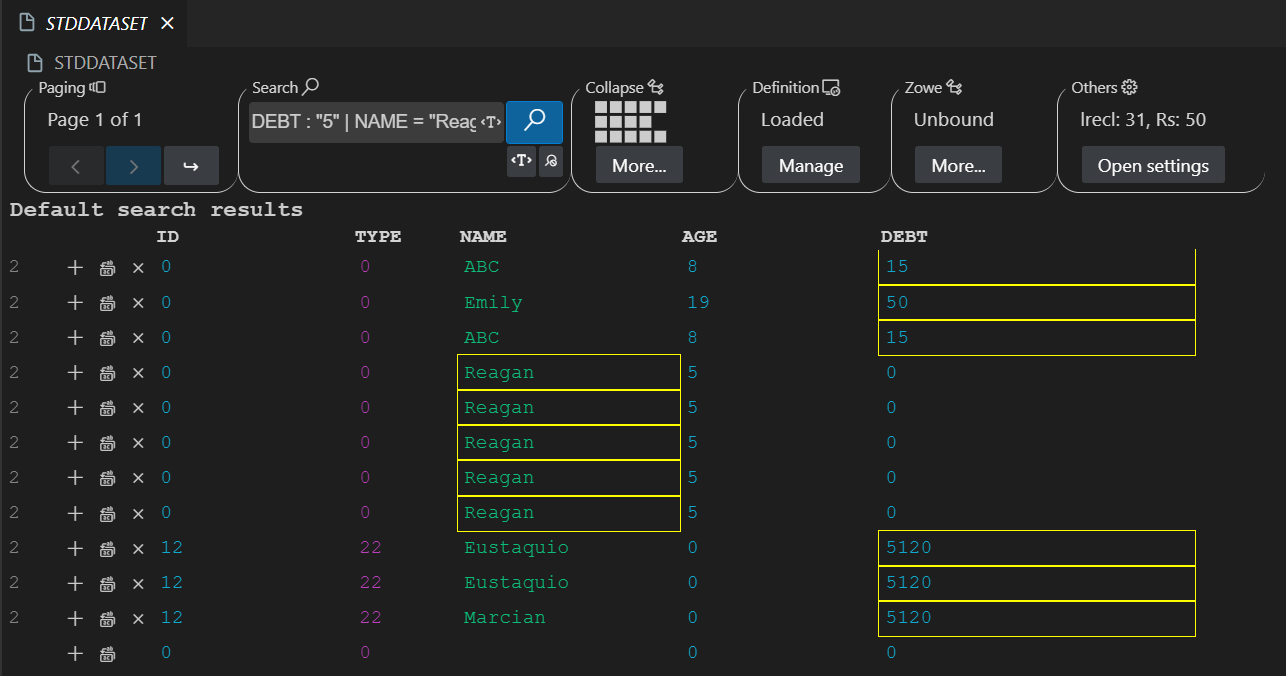 STDDATASET
STDDATASET
Paging Search Collapse Definition Zowe Others
Page 1 of 1 DEBT : "5" | NAME = "Reag Loaded Unbound lrecl: 31, Rs: 50
More... Manage More... Open settings
Default search results
ID TYPE NAME AGE DEBT
2 0 0 ABC 8 15
2 0 0 Emily 19 50
2 0 0 ABC 8 15
2 0 0 Reagan 5 0
2 0 0 Reagan 5 0
2 0 0 Reagan 5 0
2 0 0 Reagan 5 0
2 0 0 Reagan 5 0
2 12 22 Eustaquio 0 5120
2 12 22 Eustaquio 0 5120
2 12 22 Marcian 0 5120
0 0 0 0